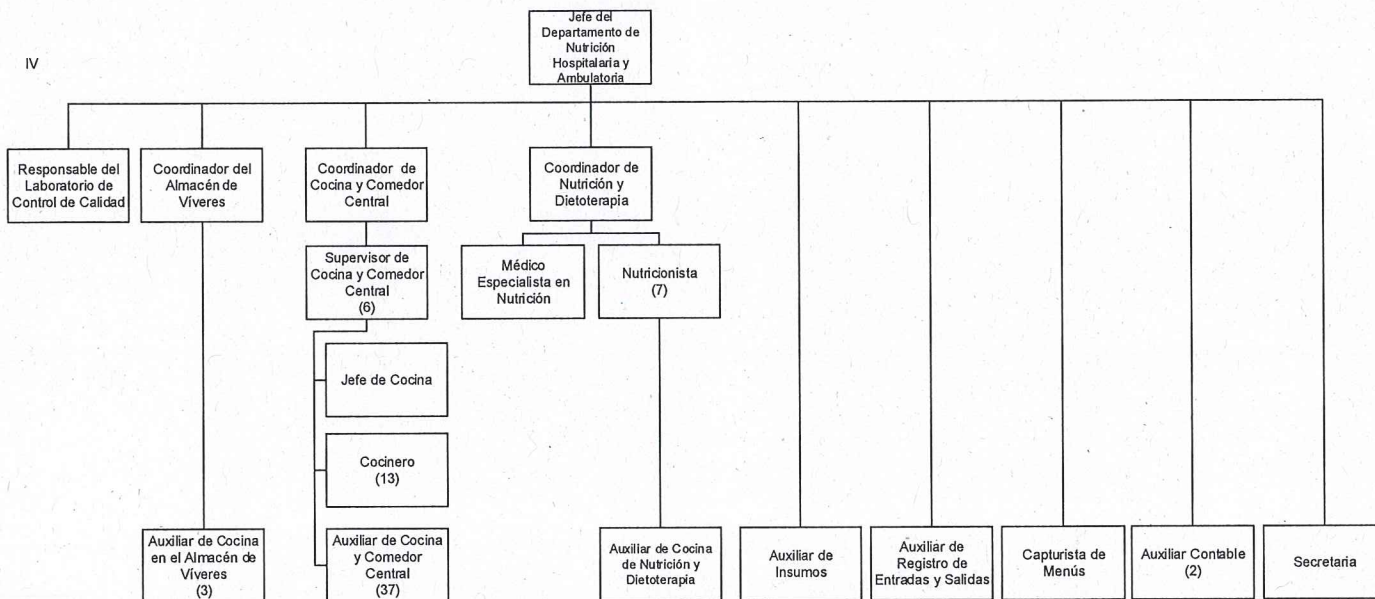 Jefe del
Departamento de
Nutrición
Hospitalaria y
Ambulatoria
IV
Responsable del
Laboratorio de
Control de Calidad
Coordinador del
Almacén de
Víveres
Coordinador de
Cocina y Comedor
Central
Coordinador de
Nutrición y
Dietoterapia
Supervisor de
Cocina y Comedor
Central
(6)
Médico
Especialista en
Nutrición
Nutricionista
(7)
Jefe de Cocina
Cocinero
(13)
Auxiliar de Cocina
en el Almacén de
Víveres
(3)
Auxiliar de Cocina
y Comedor
Central
(37)
Auxiliar de Cocina
de Nutrición y
Dietoterapia
Auxiliar de
Insumos
Auxiliar de
Registro de
Entradas y Salidas
Capturista de
Menús
Auxiliar Contable
(2)
Secretaria